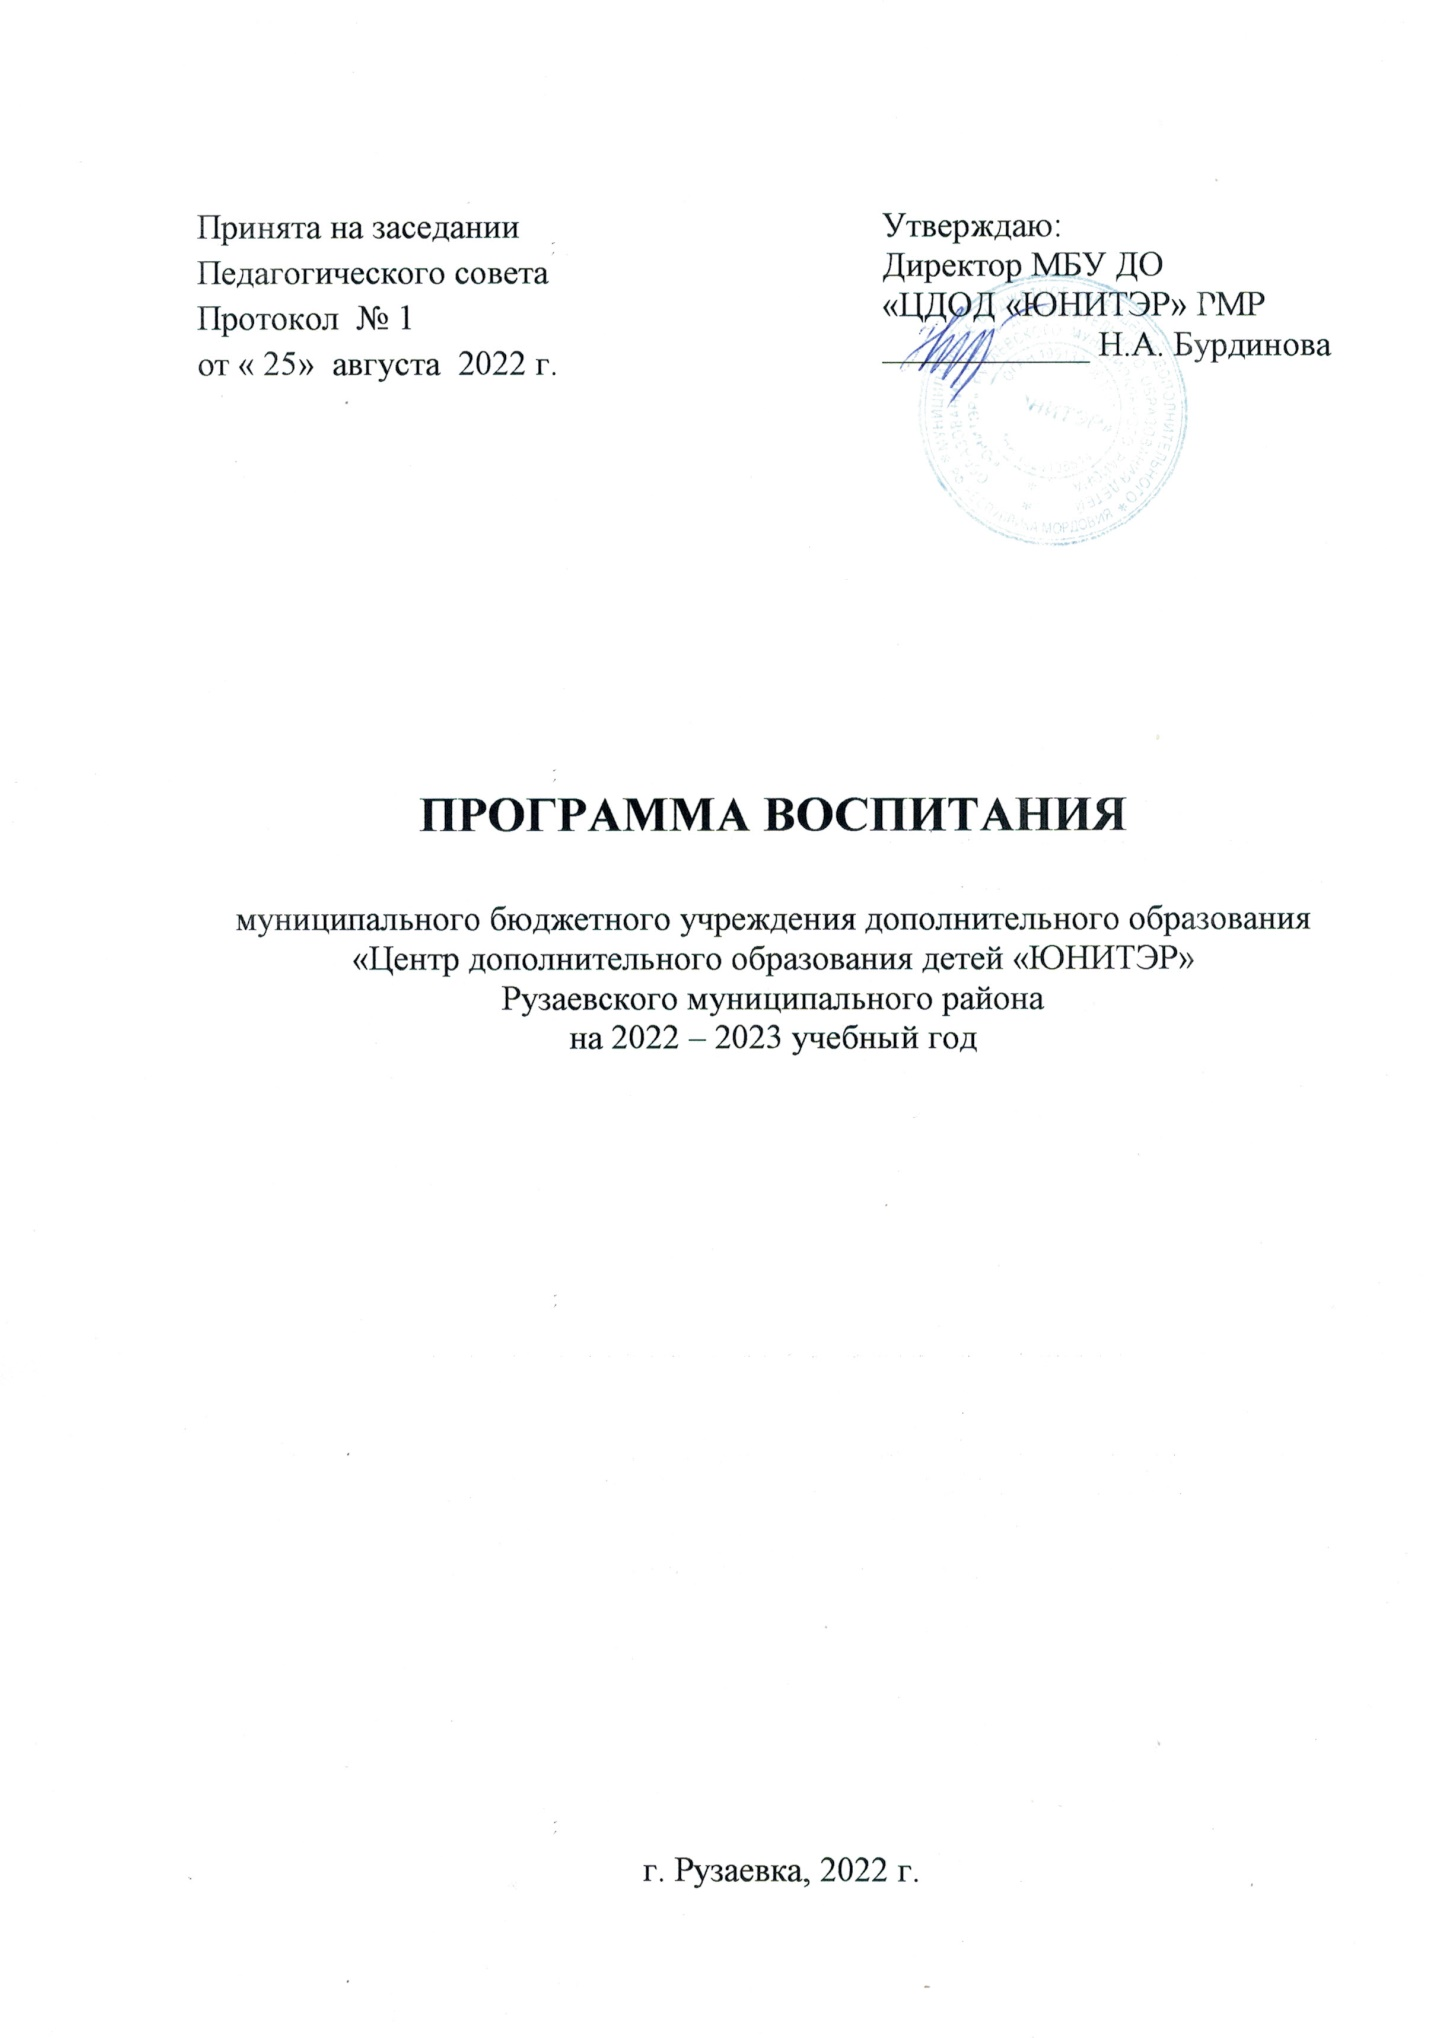 Принята на заседании
Педагогического совета
Протокол № 1
от « 25» августа 2022 г.
Утверждаю:
Директор МБУ ДО
«ЦДОД «ЮНИТЭР» РМР
____________ Н.А. Бурдинова
МОРДОВИЯ
ПРОГРАММА ВОСПИТАНИЯ
муниципального бюджетного учреждения дополнительного образования
«Центр дополнительного образования детей «ЮНИТЭР»
Рузаевского муниципального района
на 2022 – 2023 учебный год
г. Рузаевка, 2022 г.